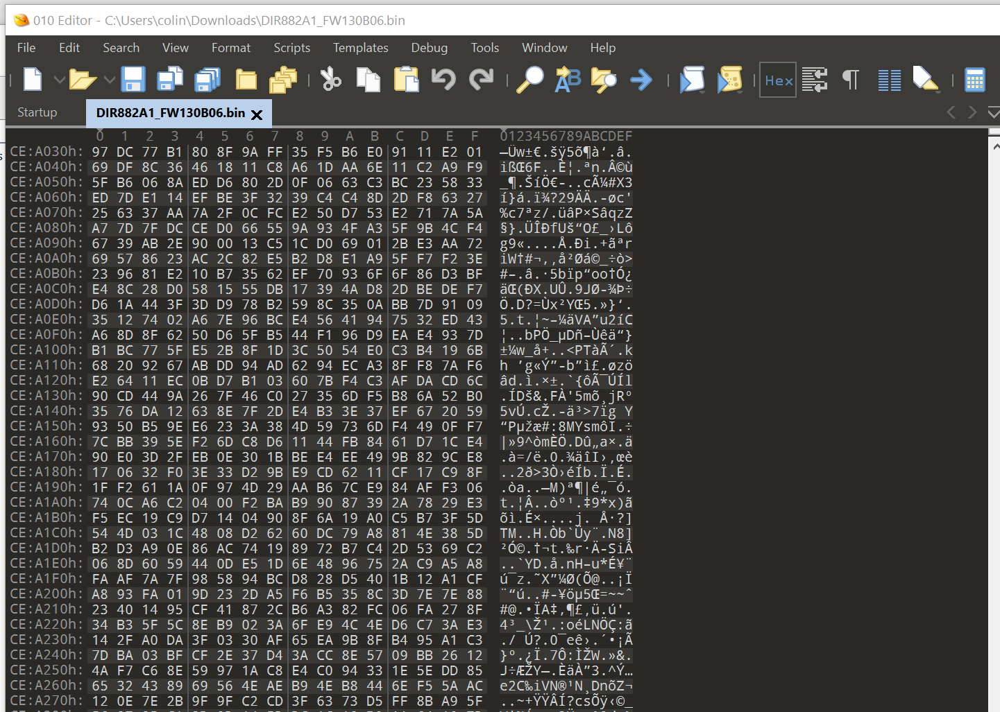 010 Editor - C:\Users\colin\Downloads\DIR882A1_FW130B06.bin
File Edit Search View Format Scripts Templates Debug Tools Window Help
Hex
Startup DIR882A1_FW130B06.bin
0 1 2 3 4 5 6 7 8 9 A B C D E F 0123456789ABCDEF
CE:A030h: 97 DC 77 B1 80 8F 9A FF 35 F5 B6 E0 91 11 E2 01 —Üw±€.šÿ5õ¶à‘.â.
CE:A040h: 69 DF 8C 36 46 18 11 C8 A6 1D AA 6E 11 C2 A9 F9 ißŒ6F..È¦.ªn.Â©ù
CE:A050h: 5F B6 06 8A ED D6 80 2D 0F 06 63 C3 BC 23 58 33 _¶.ŠíÖ€-..cÃ¼#X3
CE:A060h: ED 7D E1 14 EF BE 3F 32 39 C4 C4 8D 2D F8 63 27 í}á.ï¾?29ÄÄ.-øc'
CE:A070h: 25 63 37 AA 7A 2F 0C FC E2 50 D7 53 E2 71 7A 5A %c7ªz/.üâP×SâqzZ
CE:A080h: A7 7D 7F DC CE D0 66 55 9A 93 4F A3 5F 9B 4C F4 §}.ÜÎÐfUš“O£_›Lô
CE:A090h: 67 39 AB 2E 90 00 13 C5 1C D0 69 01 2B E3 AA 72 g9«....Å.Ði.+ãªr
CE:A0A0h: 69 57 86 23 AC 2C 82 E5 B2 D8 E1 A9 5F F7 F2 3E iW†#¬,‚å²Øá©_÷ò>
CE:A0B0h: 23 96 81 E2 10 B7 35 62 EF 70 93 6F 6F 86 D3 BF #–.â.·5bïp“oo†Ó¿
CE:A0C0h: E4 8C 28 D0 58 15 55 DB 17 39 4A D8 2D BE DE F7 äŒ(ÐX.UÛ.9JØ-¾Þ÷
CE:A0D0h: D6 1A 44 3F 3D D9 78 B2 59 8C 35 0A BB 7D 91 09 Ö.D?=Ùx²YŒ5.»}‘.
CE:A0E0h: 35 12 74 02 A6 7E 96 BC E4 56 41 94 75 32 ED 43 5.t.¦~–¼äVA”u2íC
CE:A0F0h: A6 8D 8F 62 50 D6 5F B5 44 F1 96 D9 EA E4 93 7D ¦..bPÖ_µDñ–Ùêä“}
CE:A100h: B1 BC 77 5F E5 2B 8F 1D 3C 50 54 E0 C3 B4 19 6B ±¼w_å+..<PTàÃ´.k
CE:A110h: 68 20 92 67 AB DD 94 AD 62 94 EC A3 8F F8 7A F6 h ’g«Ý”-b”ì£.øzö
CE:A120h: E2 64 11 EC 0B D7 B1 03 60 7B F4 C3 AF DA CD 6C âd.ì.×±.`{ôÃ¯ÚÍl
CE:A130h: 90 CD 44 9A 26 7F 46 C0 27 35 6D F5 B8 6A 52 B0 .ÍDš&.FÀ'5mõ¸jR°
CE:A140h: 35 76 DA 12 63 8E 7F 2D E4 B3 3E 37 EF 67 20 59 5vÚ.cŽ.-ä³>7ïg Y
CE:A150h: 93 50 B5 9E E6 23 3A 38 4D 59 73 6D F4 49 0F F7 “Pµžæ#:8MYsmôI.÷
CE:A160h: 7C BB 39 5E F2 6D C8 D6 11 44 FB 84 61 D7 1C E4 |»9^òmÈÖ.Dû„a×.ä
CE:A170h: 90 E0 3D 2F EB 0E 30 1B BE E4 EE 49 9B 82 9C E8 .à=/ë.0.¾äîI›‚œè
CE:A180h: 17 06 32 F0 3E 33 D2 9B E9 CD 62 11 CF 17 C9 8F ..2ð>3Ò›éÍb.Ï.É.
CE:A190h: 1F F2 61 1A 0F 97 4D 29 AA B6 7C E9 84 AF F3 06 .òa..—M)ª¶|é„¯ó.
CE:A1A0h: 74 0C A6 C2 04 00 F2 BA B9 90 87 39 2A 78 29 E3 t.¦Â..òº¹.‡9*x)ã
CE:A1B0h: F5 EC 19 C9 D7 14 04 90 8F 6A 19 A0 C5 B7 3F 5D õì.É×....j. Å·?]
CE:A1C0h: 54 4D 03 1C 48 08 D2 62 60 DC 79 A8 81 4E 38 5D TM..H.Òb`Üy¨.N8]
CE:A1D0h: B2 D3 A9 0E 86 AC 74 19 89 72 B7 C4 2D 53 69 C2 ²Ó©.†¬t.‰r·Ä-SiÂ
CE:A1E0h: 06 8D 60 59 44 0D E5 1D 6E 48 96 75 2A C9 A5 A8 ..`YD.å.nH–u*É¥¨
CE:A1F0h: FA AF 7A 7F 98 58 94 BC D8 28 D5 40 1B 12 A1 CF ú¯z.˜X”¼Ø(Õ@..¡Ï
CE:A200h: A8 93 FA 01 9D 23 2D A5 F6 B5 35 8C 3D 7E 7E 88 ¨“ú..#-¥öµ5Œ=~~ˆ
CE:A210h: 23 40 14 95 CF 41 87 2C B6 A3 82 FC 06 FA 27 8F #@.•ÏA‡,¶£‚ü.ú'.
CE:A220h: 34 B3 5F 5C 8E B9 02 3A 6F E9 4C 4E D6 C7 3A E3 4³_\Ž¹.:oéLNÖÇ:ã
CE:A230h: 14 2F A0 DA 3F 03 30 AF 65 EA 9B 8F B4 95 A1 C3 ./ Ú?.0¯eê›.´•¡Ã
CE:A240h: 7D BA 03 BF CF 2E 37 D4 3A CC 8E 57 09 BB 26 12 }º.¿Ï.7Ô:ÌŽW.»&.
CE:A250h: 4A F7 C6 8E 59 97 1A C8 E4 C0 94 33 1E 5E DD 85 J÷ÆŽY—.ÈäÀ”3.^Ý…
CE:A260h: 65 32 43 89 69 56 4E AE B9 4E B8 44 6E F5 5A AC e2C‰iVN®¹N¸DnõZ¬
CE:A270h: 12 0E 7E 2B 9F 9F C2 CD 3F 63 73 D5 FF 8B A9 5F ..~+ŸŸÂÍ?csÕÿ‹©_